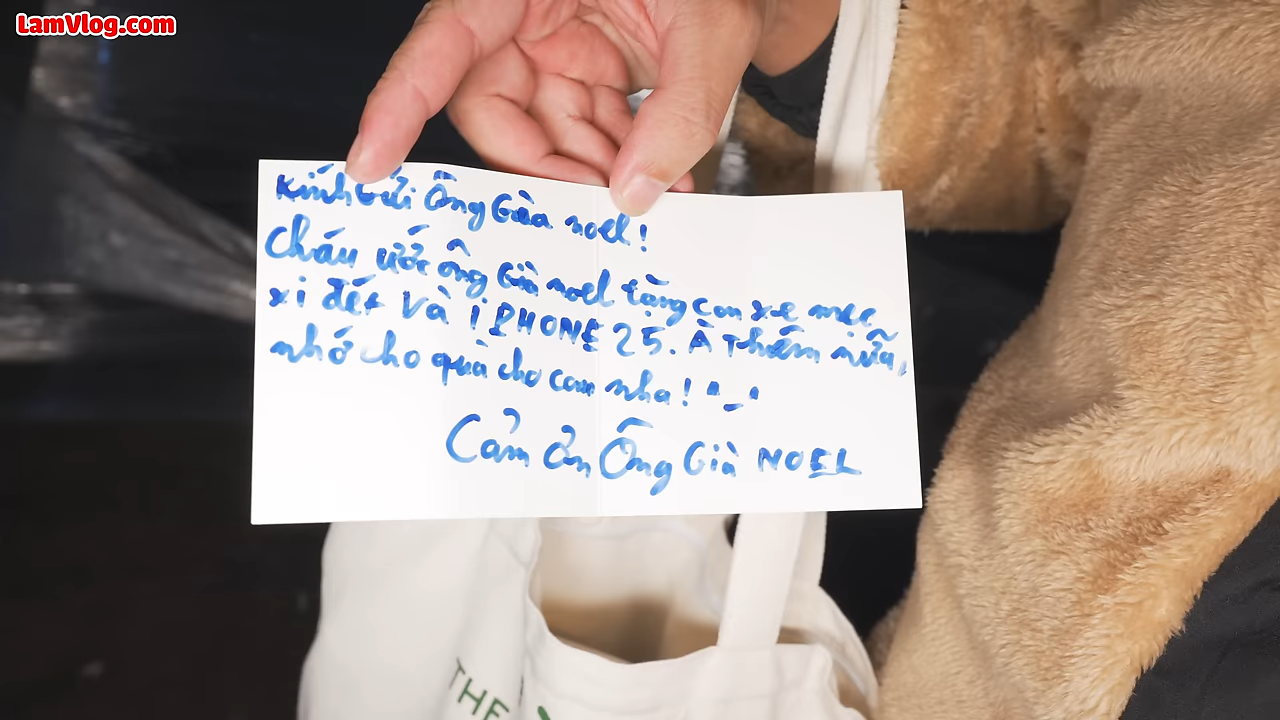 LamVlog.com
Kính Gửi Ông Già noel!
Cháu ước ông Già noel tặng con xe mec
xi đét và iPHONE 25. À Thêm nữa,
nhớ cho quà cho con nha! '_'
Cảm ơn Ông Già NOEL
THE